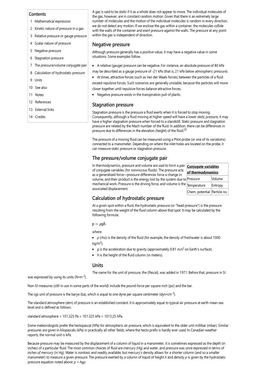 Contents
1 Mathematical expression
2 Kinetic nature of pressure in a gas
3 Relative pressure or gauge pressure
4 Scalar nature of pressure
5 Negative pressure
6 Stagnation pressure
7 The pressure/volume conjugate pair
8 Calculation of hydrostatic pressure
9 Units
10 See also
11 Notes
12 References
13 External links
14 Credits
A gas is said to be static if it as a whole does not appear to move. The individual molecules of
the gas, however, are in constant random motion. Given that there is an extremely large
number of molecules and the motion of the individual molecules is random in every direction,
we do not detect any motion. If we enclose the gas within a container, the molecules collide
with the walls of the container and exert pressure against the walls. The pressure at any point
within the gas is independent of direction.
Negative pressure
Although pressure generally has a positive value, it may have a negative value in some
situations. Some examples follow.
A relative (gauge) pressure can be negative. For instance, an absolute pressure of 80 kPa
may be described as a gauge pressure of -21 kPa (that is, 21 kPa below atmospheric pressure).
At times, attractive forces (such as Van der Waals forces) between the particles of a fluid
exceed repulsive forces. Such scenarios are generally unstable, because the particles will move
closer together until repulsive forces balance attractive forces.
Negative pressure exists in the transpiration pull of plants.
Stagnation pressure
Stagnation pressure is the pressure a fluid exerts when it is forced to stop moving.
Consequently, although a fluid moving at higher speed will have a lower static pressure, it may
have a higher stagnation pressure when forced to a standstill. Static pressure and stagnation
pressure are related by the Mach number of the fluid. In addition, there can be differences in
pressure due to differences in the elevation (height) of the fluid.
The pressure of a moving fluid can be measured using a Pitot probe (or one of its variations)
connected to a manometer. Depending on where the inlet holes are located on the probe, it
can measure static pressure or stagnation pressure.
The pressure/volume conjugate pair
In thermodynamics, pressure and volume are said to form a pair
of conjugate variables (for nonviscous fluids). The pressure acts
as a generalized force—pressure differences force a change in
volume, and their product is the energy lost by the system due to
mechanical work. Pressure is the driving force, and volume is the
associated displacement.
Conjugate variables
of thermodynamics
Pressure Volume
Temperature Entropy
Chem. potential Particle no.
Calculation of hydrostatic pressure
At a given spot within a fluid, the hydrostatic pressure (or "head pressure") is the pressure
resulting from the weight of the fluid column above that spot. It may be calculated by the
following formula.
p = ρgh
where:
ρ (rho) is the density of the fluid (for example, the density of freshwater is about 1000
kg/m³);
g is the acceleration due to gravity (approximately 9.81 m/s² on Earth's surface);
h is the height of the fluid column (or meters).
Units
The name for the unit of pressure, the (Pascal), was added in 1971. Before that, pressure in SI
was expressed by using its units (N·m⁻²).
Non-SI measures (still in use in some parts of the world) include the pound-force per square inch (psi) and the bar.
The cgs unit of pressure is the barye (ba), which is equal to one dyne per square centimeter (dyn·cm⁻²).
The standard atmosphere (atm) of pressure is an established constant. It is approximately equal to typical air pressure at earth mean sea
level and is defined as follows.
standard atmosphere = 101.325 Pa = 101.325 kPa = 1013.25 hPa.
Some meteorologists prefer the hectopascal (hPa) for atmospheric air pressure, which is equivalent to the older unit millibar (mbar). Similar
pressures are given in kilopascals (kPa) in practically all other fields, where the hecto prefix is hardly ever used. In Canadian weather
reports, the normal unit is kPa.
Because pressure may be measured by the displacement of a column of liquid in a manometer, it is sometimes expressed as the depth (in
inches) of a particular fluid. The most common choices of fluid are mercury (Hg) and water, and pressure was once expressed in terms of
inches of mercury (in Hg). Water is nontoxic and readily available, but mercury's density allows for a shorter column (and so a smaller
manometer) to measure a given pressure. The pressure exerted by a column of liquid of height h and density ρ is given by the hydrostatic
pressure equation noted above: p = hgρ.